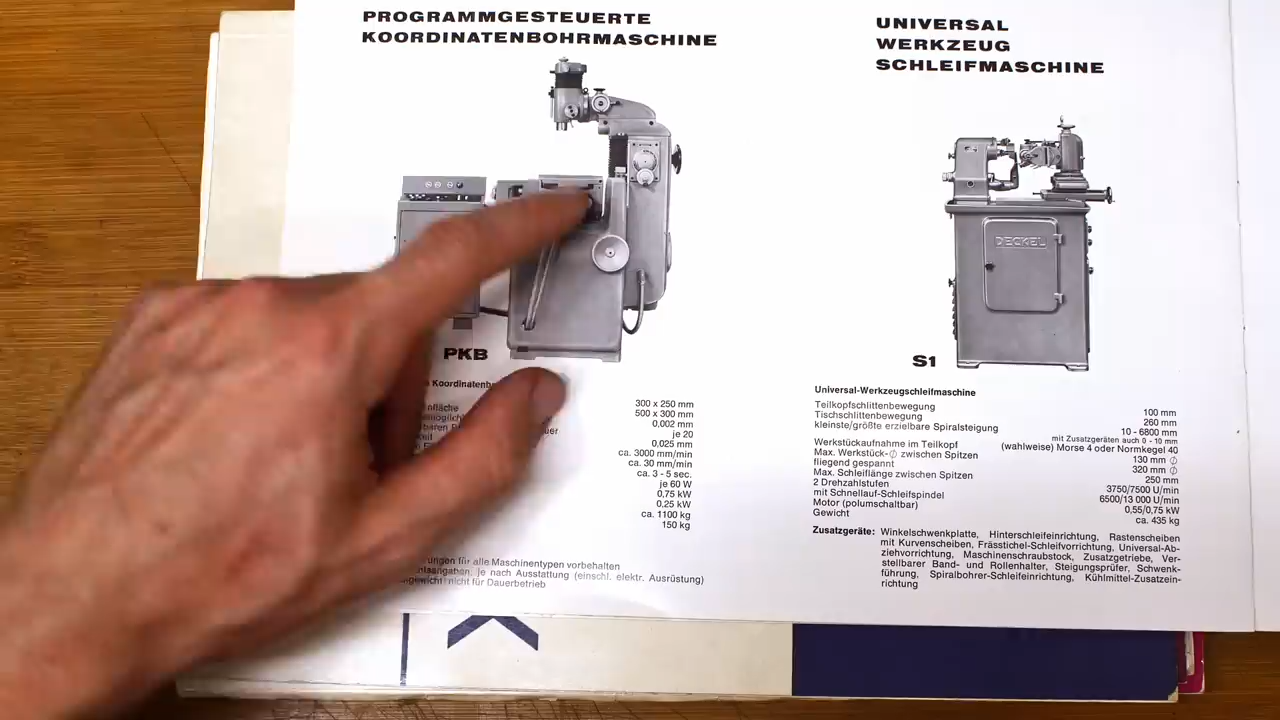 PROGRAMMGESTEUERTE
KOORDINATENBOHRMASCHINE
PKB
Koordinatenb
300 x 250 mm
500 x 300 mm
0,002 mm
je 20
0,025 mm
ca. 3000 mm/min
ca. 30 mm/min
ca. 3 - 5 sec.
je 60 W
0,75 kW
0,25 kW
ca. 1100 kg
150 kg
rungen für alle Maschinentypen vorbehalten
je nach Ausstattung (einschl. elektr. Ausrüstung)
nicht für Dauerbetrieb
UNIVERSAL
WERKZEUG
SCHLEIFMASCHINE
DECKEL
S1
Universal-Werkzeugschleifmaschine
Teilkopfschlittenbewegung 100 mm
Tischschlittenbewegung 260 mm
kleinste/größte erzielbare Spiralsteigung 10 - 6800 mm
mit Zusatzgeräten auch 0 - 10 mm
Werkstückaufnahme im Teilkopf (wahlweise) Morse 4 oder Normkegel 40
Max. Werkstück-∅ zwischen Spitzen 130 mm ∅
fliegend gespannt 320 mm ∅
Max. Schleiflänge zwischen Spitzen 250 mm
2 Drehzahlstufen 3750/7500 U/min
mit Schnellauf-Schleifspindel 6500/13 000 U/min
Motor (polumschaltbar) 0,55/0,75 kW
Gewicht ca. 435 kg
Zusatzgeräte: Winkelschwenkplatte, Hinterschleifeinrichtung, Rastenscheiben
mit Kurvenscheiben, Frässtichel-Schleifvorrichtung, Universal-Ab-
ziehvorrichtung, Maschinenschraubstock, Zusatzgetriebe, Ver-
stellbarer Band- und Rollenhalter, Steigungsprüfer, Schwenk-
führung, Spiralbohrer-Schleifeinrichtung, Kühlmittel-Zusatzein-
richtung